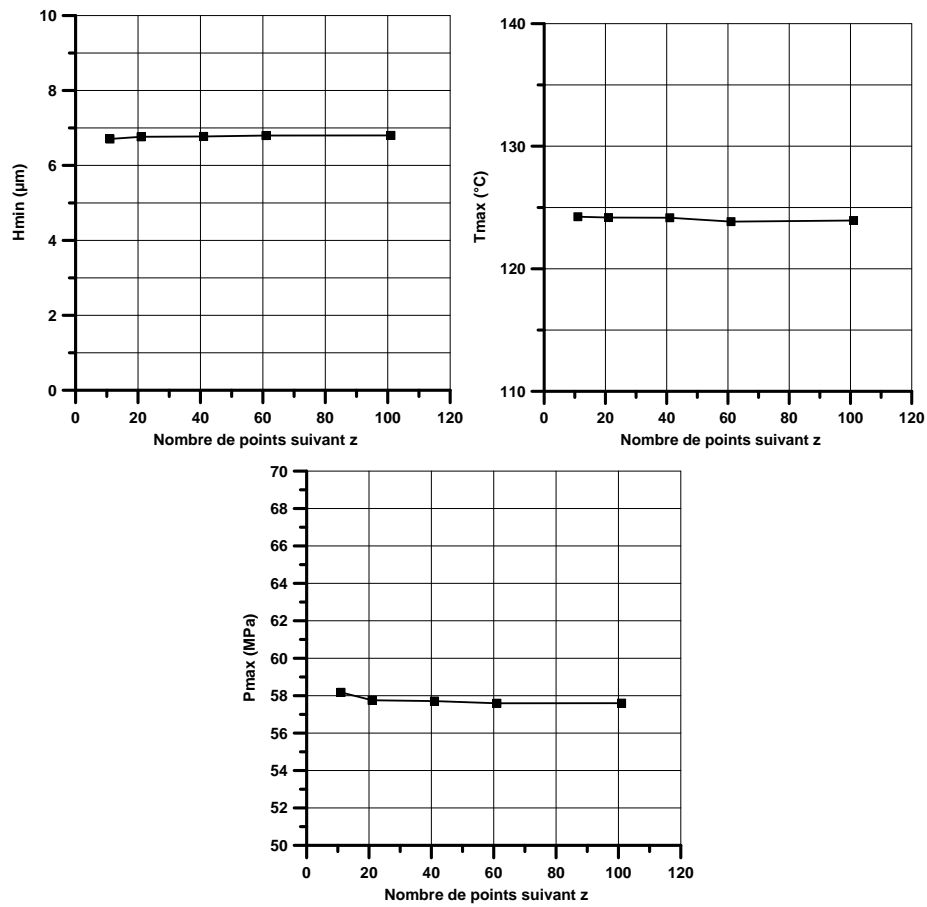 10
8
6
4
2
0
Hmin (µm)
0 20 40 60 80 100 120
Nombre de points suivant z
140
130
120
110
Tmax (°C)
0 20 40 60 80 100 120
Nombre de points suivant z
70
68
66
64
62
60
58
56
54
52
50
Pmax (MPa)
0 20 40 60 80 100 120
Nombre de points suivant z